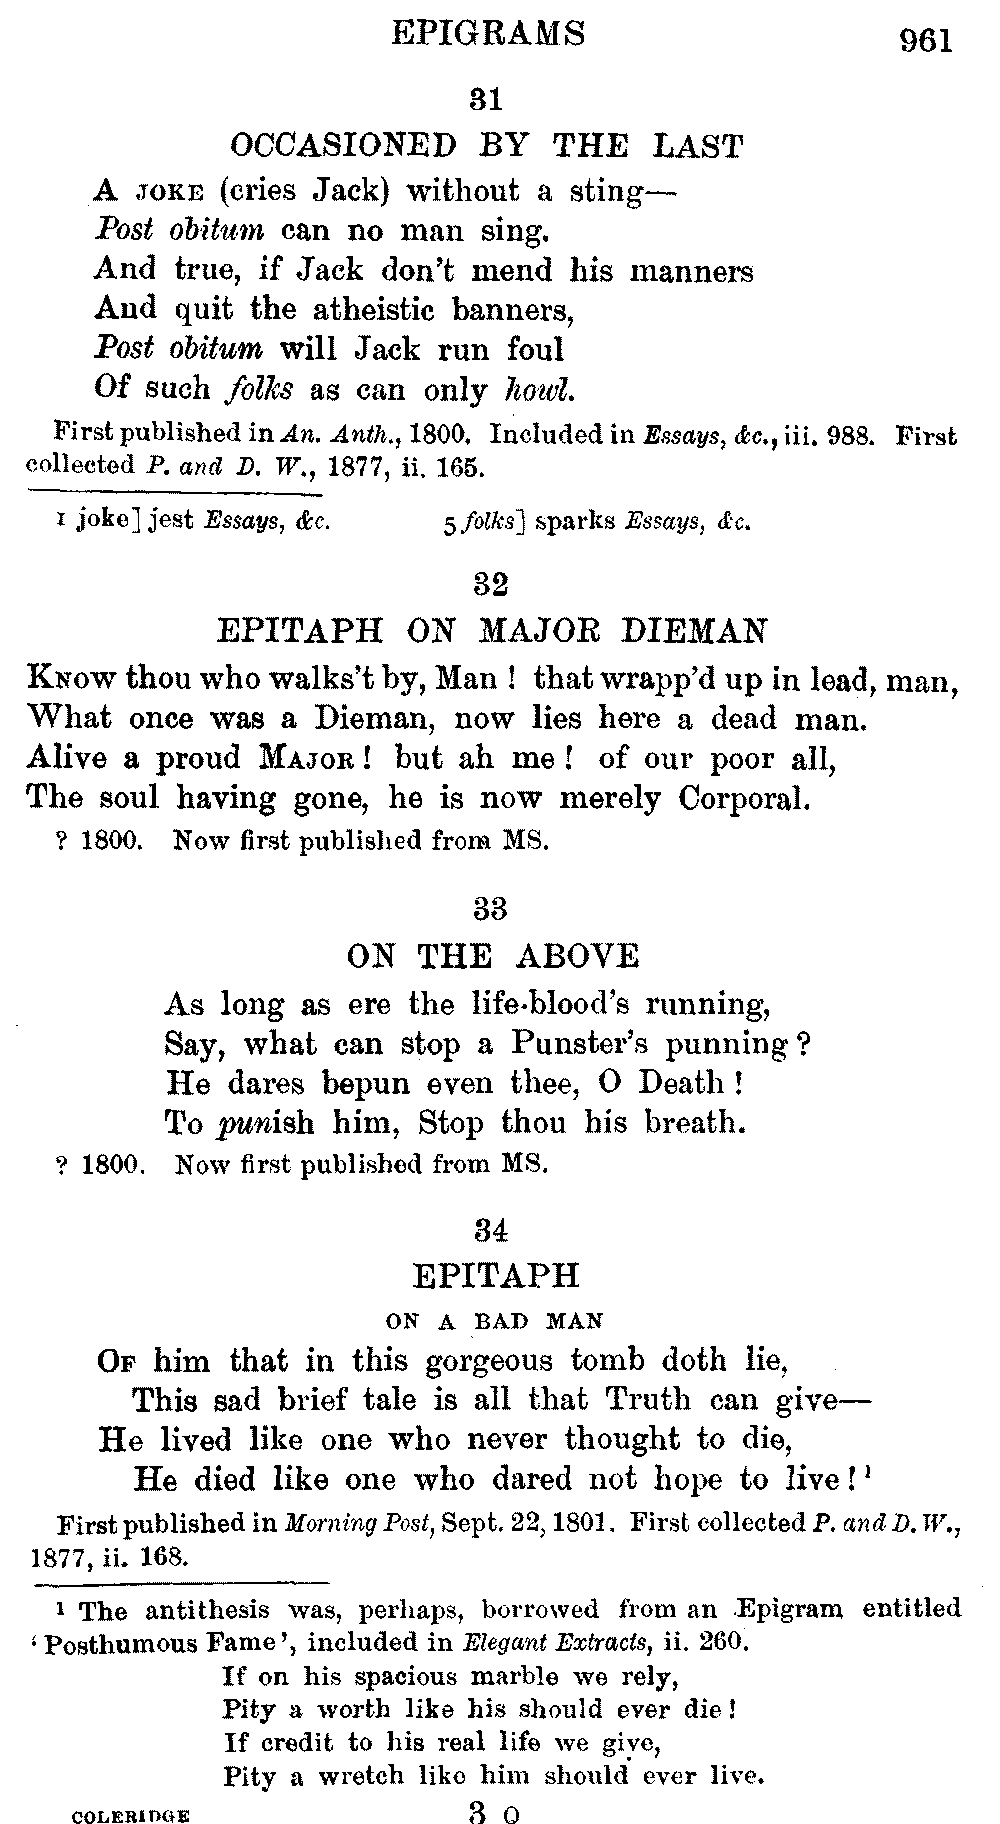 EPIGRAMS 961
31
OCCASIONED BY THE LAST
A JOKE (cries Jack) without a sting—
Post obitum can no man sing.
And true, if Jack don't mend his manners
And quit the atheistic banners,
Post obitum will Jack run foul
Of such folks as can only howl.
First published in An. Anth., 1800. Included in Essays, &c., iii. 988. First
collected P. and D. W., 1877, ii. 165.
1 joke] jest Essays, &c. 5 folks] sparks Essays, &c.
32
EPITAPH ON MAJOR DIEMAN
KNOW thou who walks't by, Man! that wrapp'd up in lead, man,
What once was a Dieman, now lies here a dead man.
Alive a proud MAJOR! but ah me! of our poor all,
The soul having gone, he is now merely Corporal.
? 1800. Now first published from MS.
33
ON THE ABOVE
As long as ere the life-blood's running,
Say, what can stop a Punster's punning?
He dares bepun even thee, O Death!
To punish him, Stop thou his breath.
? 1800. Now first published from MS.
34
EPITAPH
ON A BAD MAN
OF him that in this gorgeous tomb doth lie,
This sad brief tale is all that Truth can give—
He lived like one who never thought to die,
He died like one who dared not hope to live!¹
First published in Morning Post, Sept. 22, 1801. First collected P. and D. W.,
1877, ii. 168.
¹ The antithesis was, perhaps, borrowed from an Epigram entitled
'Posthumous Fame', included in Elegant Extracts, ii. 260.
If on his spacious marble we rely,
Pity a worth like his should ever die!
If credit to his real life we give,
Pity a wretch like him should ever live.
COLERIDGE 3 O